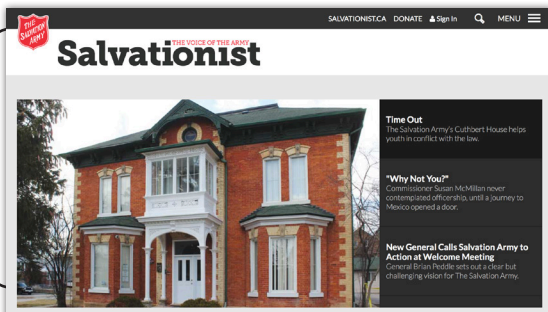 SALVATIONIST.CA DONATE Sign In MENU
THE
SALVATION
ARMY
THE VOICE OF THE ARMY
Salvationist
Time Out
The Salvation Army's Cuthbert House helps
youth in conflict with the law.
"Why Not You?"
Commissioner Susan McMillan never
contemplated officership, until a journey to
Mexico opened a door.
New General Calls Salvation Army to
Action at Welcome Meeting
General Brian Peddle sets out a clear but
challenging vision for The Salvation Army.